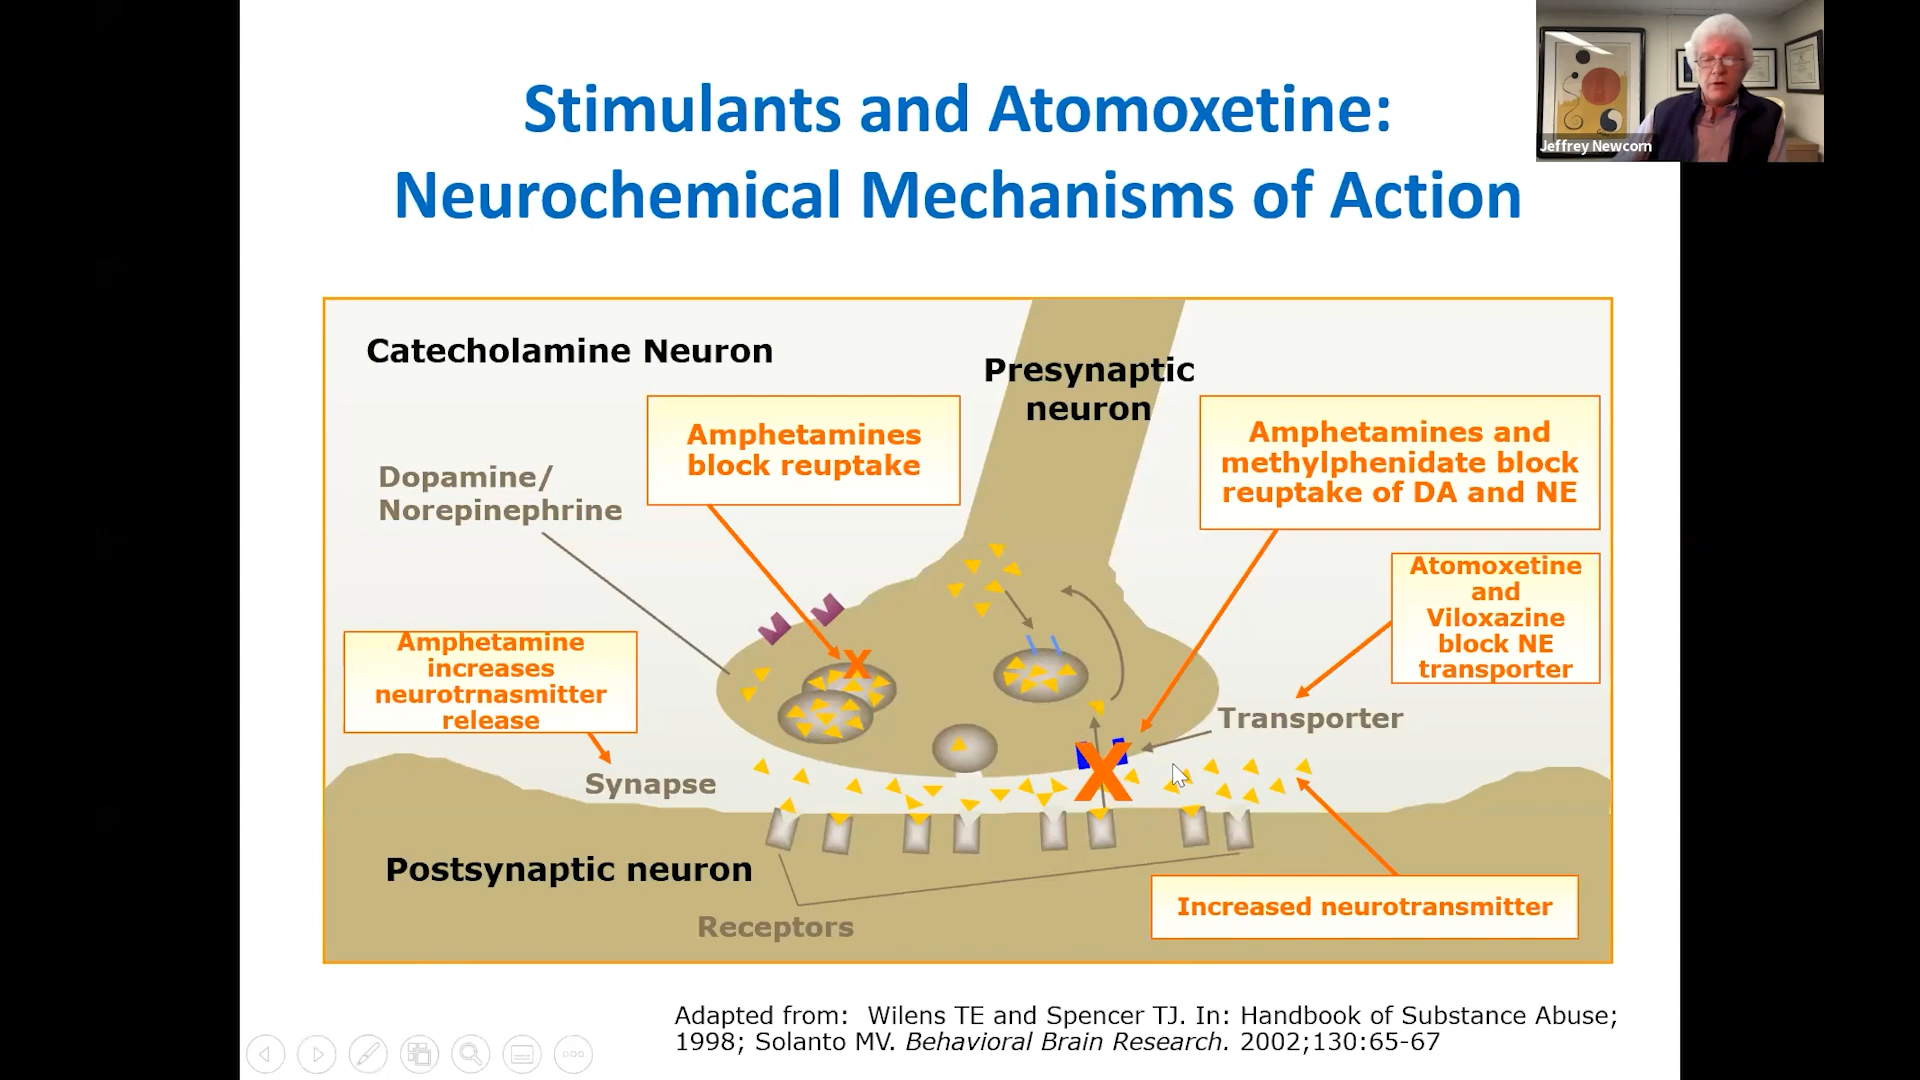 Stimulants and Atomoxetine:
Neurochemical Mechanisms of Action
Jeffrey Newcorn
Catecholamine Neuron
Presynaptic
neuron
Amphetamines
block reuptake
Amphetamines and
methylphenidate block
reuptake of DA and NE
Dopamine/
Norepinephrine
Atomoxetine
and
Viloxazine
block NE
transporter
Amphetamine
increases
neurotrnasmitter
release
X
Transporter
X
Synapse
Postsynaptic neuron
Receptors
Increased neurotransmitter
Adapted from: Wilens TE and Spencer TJ. In: Handbook of Substance Abuse;
1998; Solanto MV. Behavioral Brain Research. 2002;130:65-67